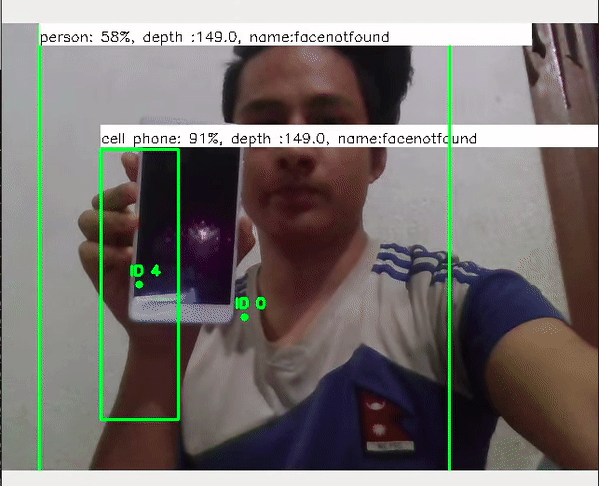 person: 58%, depth :149.0, name:facenotfound
cell phone: 91%, depth :149.0, name:facenotfound
ID 4
ID 0